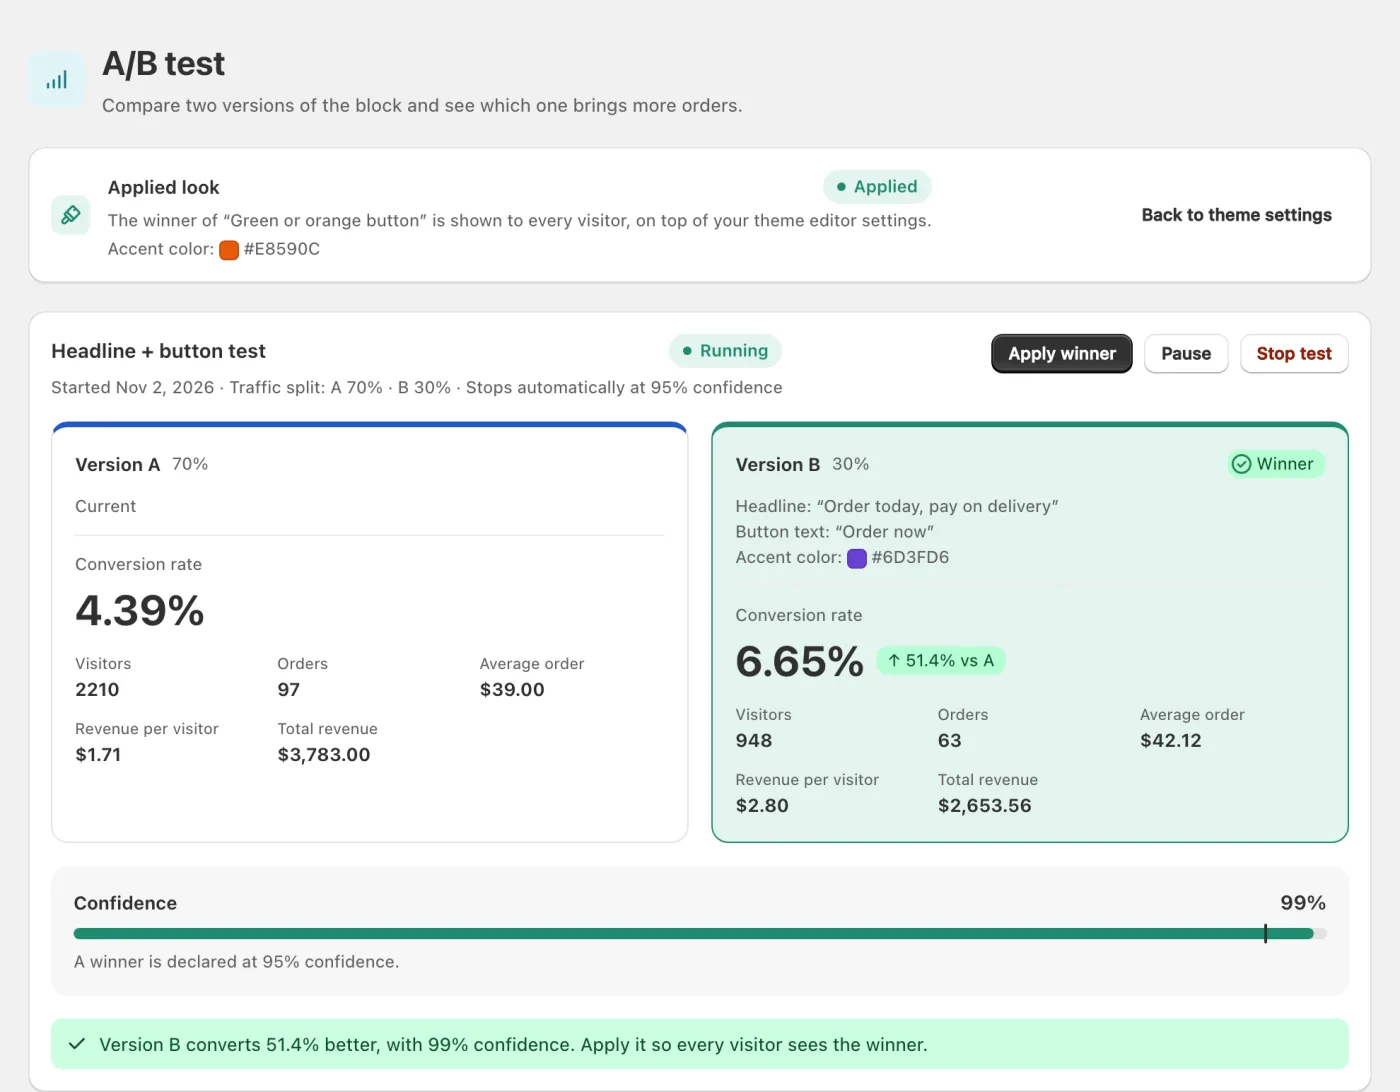 A/B test
Compare two versions of the block and see which one brings more orders.
Applied look
Applied
The winner of “Green or orange button” is shown to every visitor, on top of your theme editor settings.
Accent color: #E8590C
Back to theme settings
Headline + button test
Running
Apply winner
Pause
Stop test
Started Nov 2, 2026 · Traffic split: A 70% · B 30% · Stops automatically at 95% confidence
Version A 70%
Current
Conversion rate
4.39%
Visitors
2210
Orders
97
Average order
$39.00
Revenue per visitor
$1.71
Total revenue
$3,783.00
Version B 30%
Winner
Headline: “Order today, pay on delivery”
Button text: “Order now”
Accent color: #6D3FD6
Conversion rate
6.65%
↑ 51.4% vs A
Visitors
948
Orders
63
Average order
$42.12
Revenue per visitor
$2.80
Total revenue
$2,653.56
Confidence
99%
A winner is declared at 95% confidence.
Version B converts 51.4% better, with 99% confidence. Apply it so every visitor sees the winner.